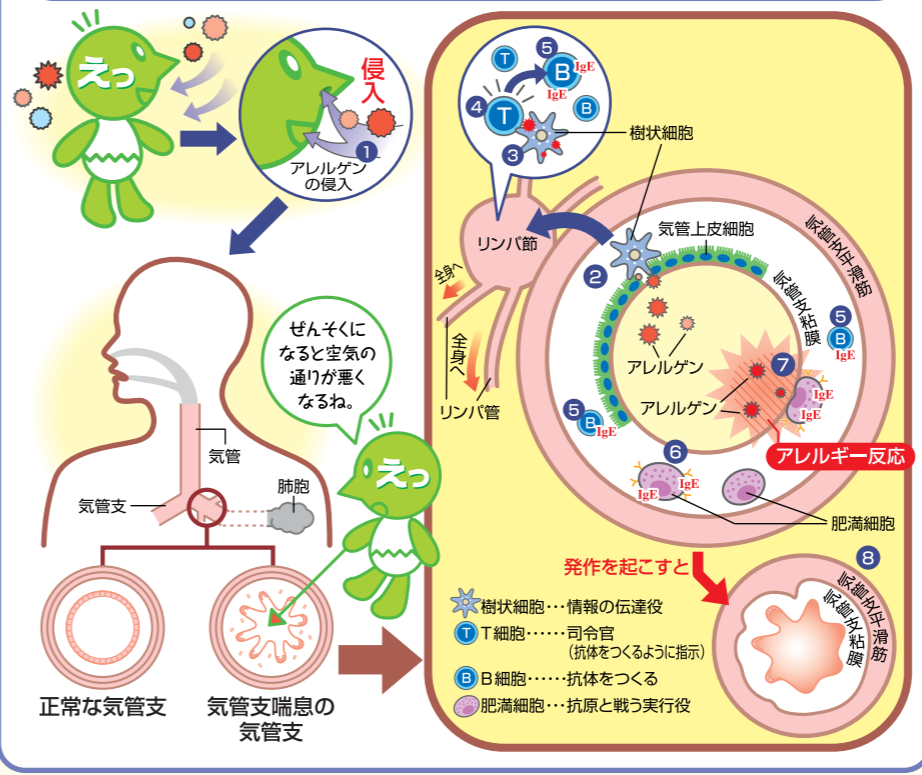 えっ
侵入
①
アレルゲン
の侵入
T
⑤
B
IgE
IgE
④
T
B
③
樹状細胞
リンパ節
②
気管上皮細胞
気管支平滑筋
気管支粘膜
全身へ
全身へ
リンパ管
アレルゲン
⑤
B
IgE
⑦
アレルゲン
IgE
IgE
アレルギー反応
⑤
B
IgE
⑥
IgE
IgE
肥満細胞
ぜんそくに
なると空気の
通りが悪く
なるね。
えっ
気管
気管支
肺胞
正常な気管支
気管支喘息の
気管支
発作を起こすと
⑧
気管支平滑筋
気管支粘膜
樹状細胞・・・情報の伝達役
T T細胞・・・・・・司令官
(抗体をつくるように指示)
B B細胞・・・・・・抗体をつくる
肥満細胞・・・抗原と戦う実行役